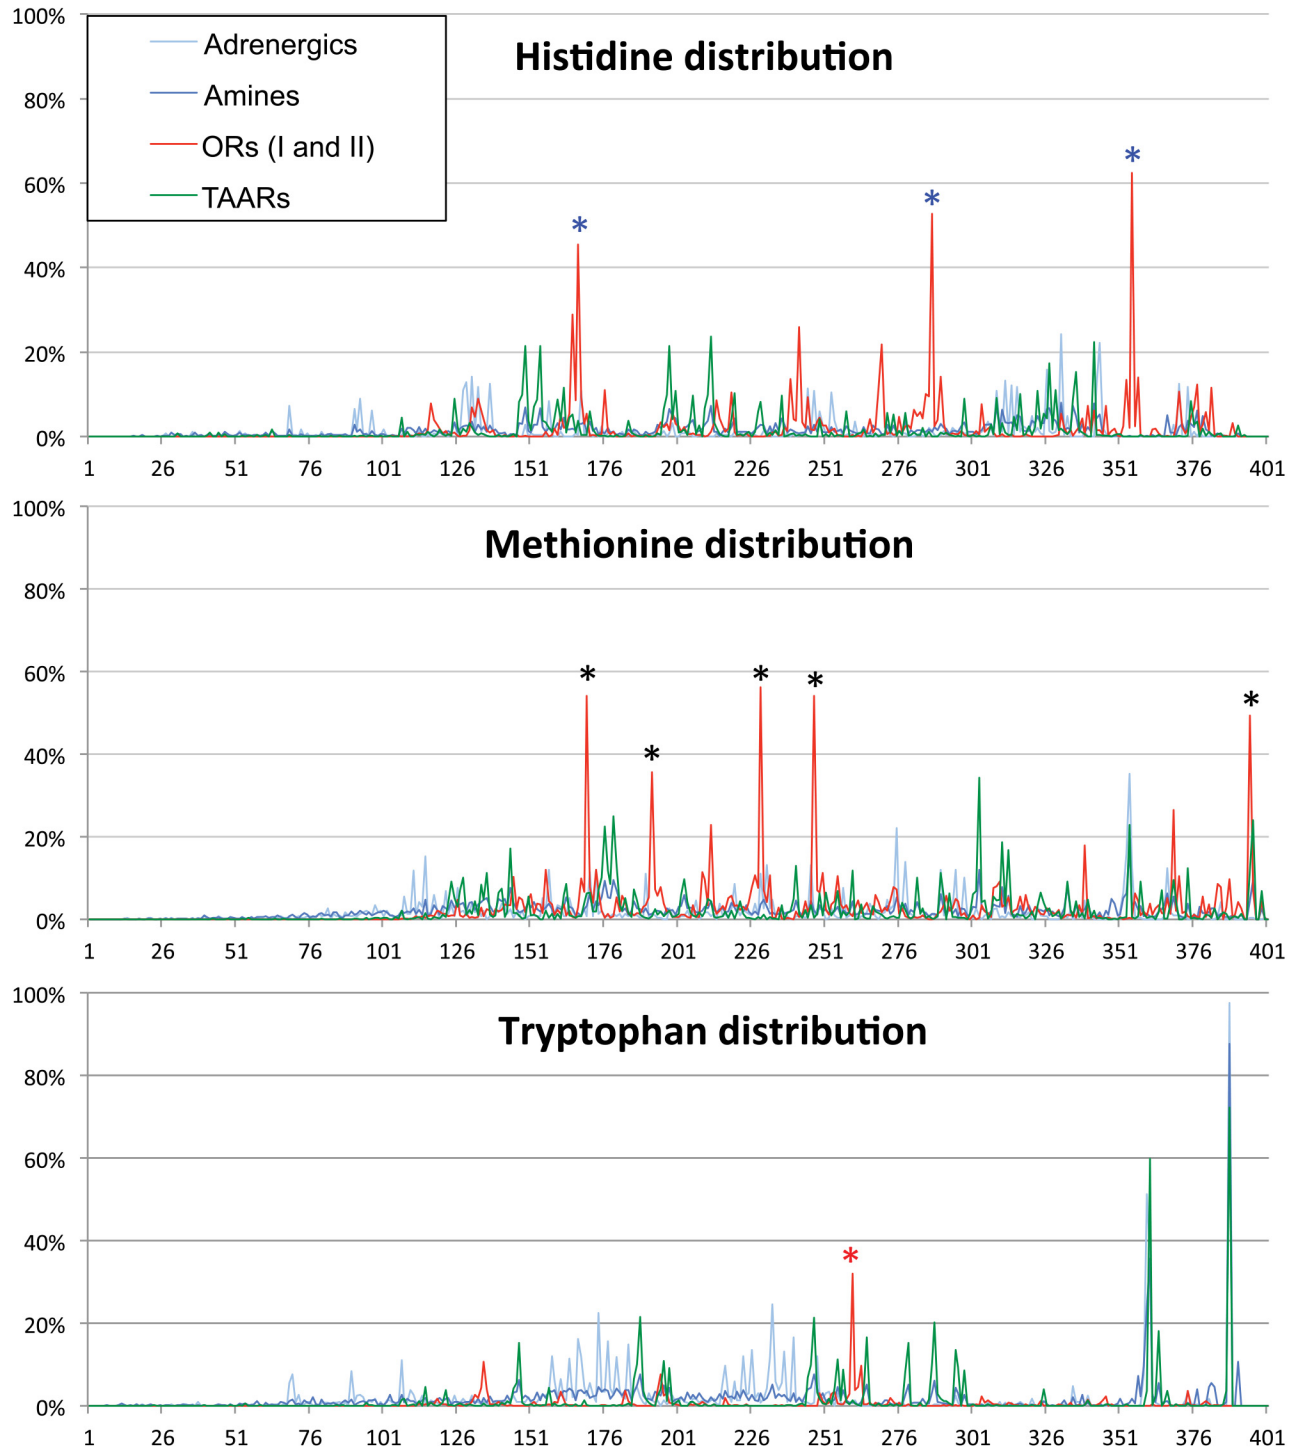 100%
Adrenergics
Histidine distribution
Amines
80%
ORs (I and II)
60%
TAARs
*
*
*
40%
20%
0%
1 26 51 76 101 126 151 176 201 226 251 276 301 326 351 376 401
100%
Methionine distribution
80%
60%
* * *
*
*
40%
20%
0%
1 26 51 76 101 126 151 176 201 226 251 276 301 326 351 376 401
100%
Tryptophan distribution
80%
60%
40%
*
20%
0%
1 26 51 76 101 126 151 176 201 226 251 276 301 326 351 376 401